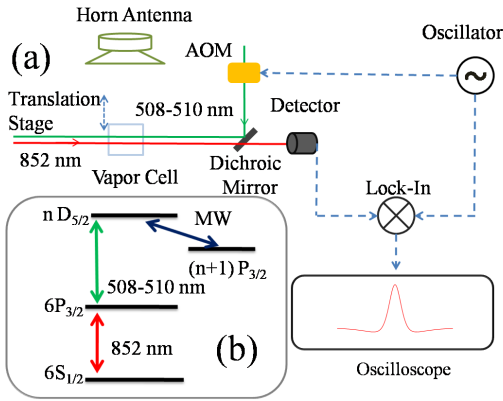 Horn Antenna
(a)
AOM
Oscillator
~
Translation
Stage
508-510 nm
Detector
852 nm
Vapor Cell
Dichroic
Mirror
Lock-In
n D5/2
MW
(n+1) P3/2
508-510 nm
6P3/2
852 nm
(b)
6S1/2
Oscilloscope